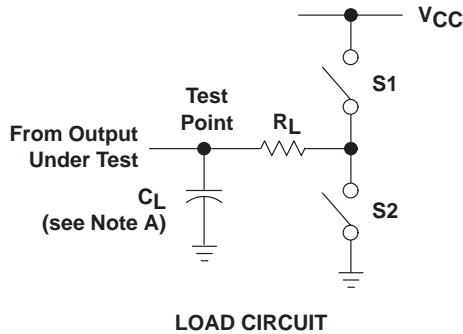 VCC
S1
Test
Point
RL
From Output
Under Test
CL
(see Note A)
S2
LOAD CIRCUIT